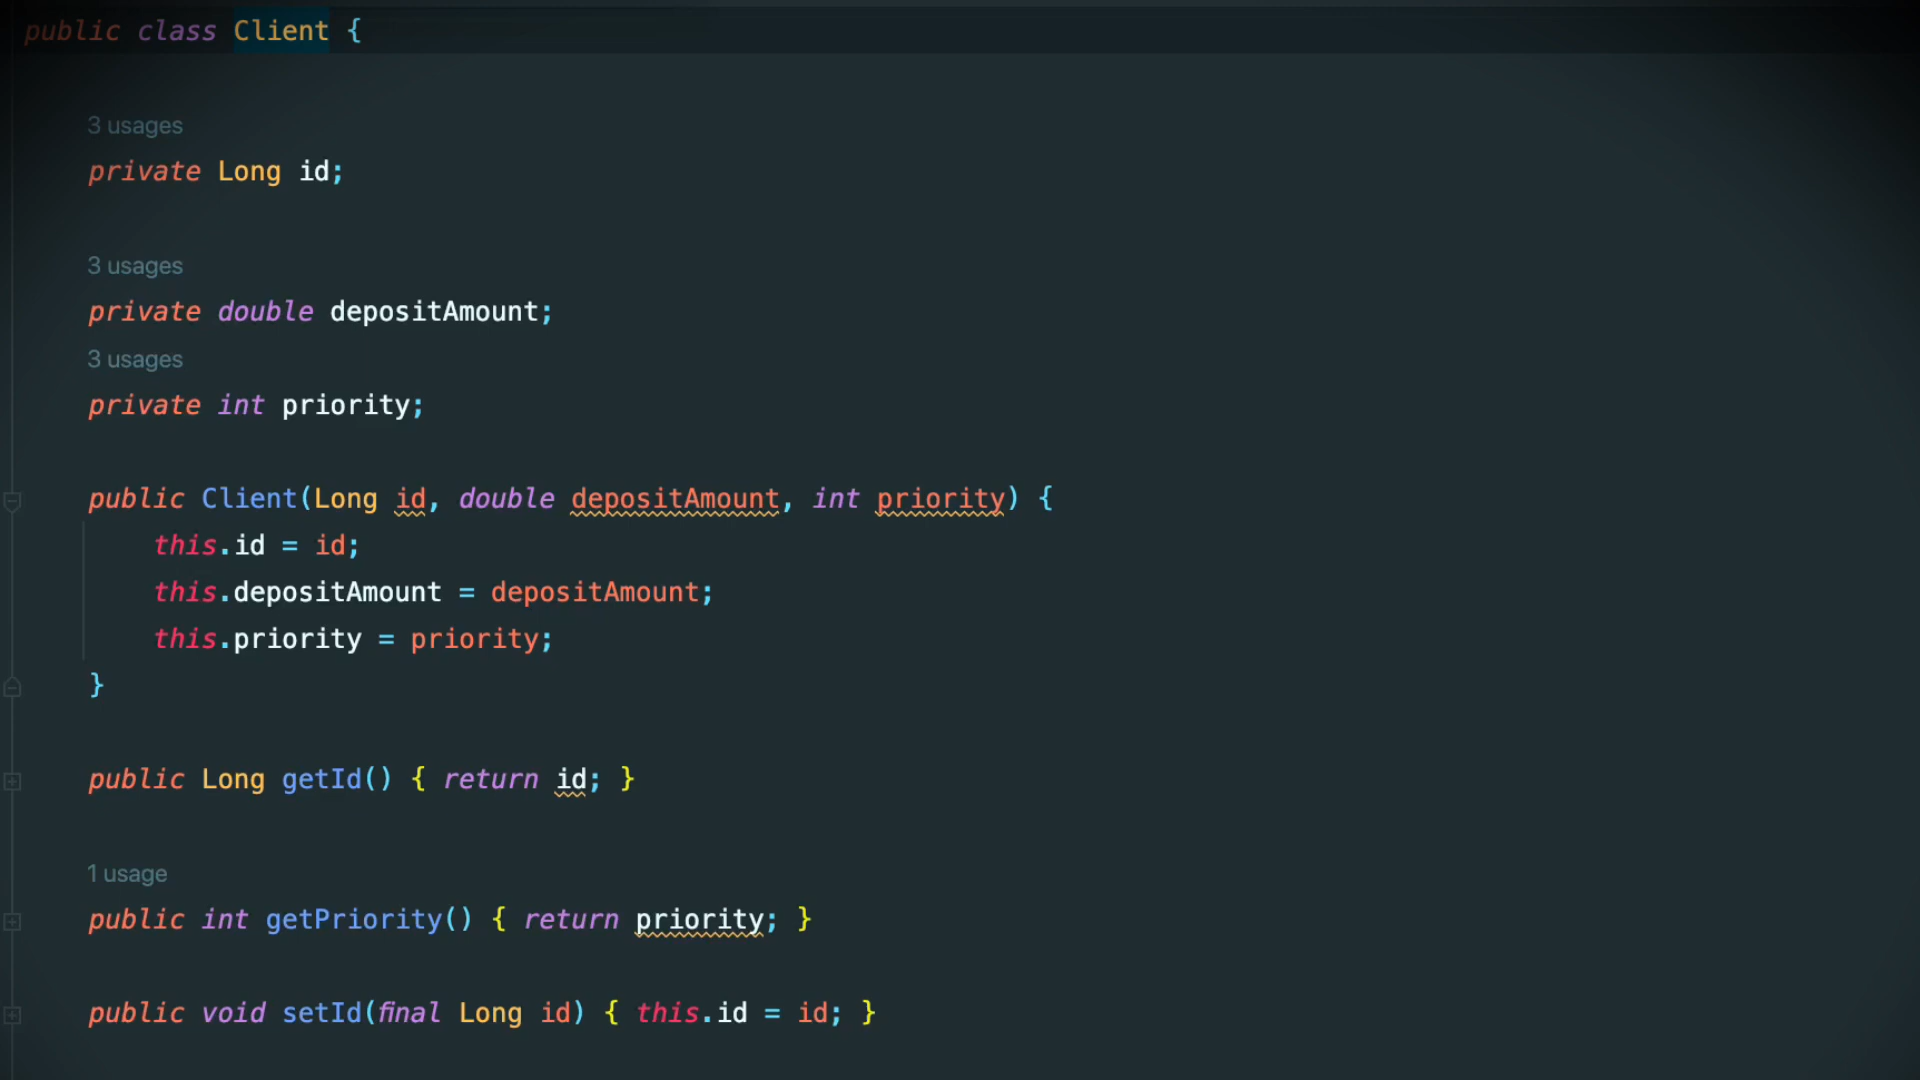 public class Client {
3 usages
private Long id;
3 usages
private double depositAmount;
3 usages
private int priority;
public Client(Long id, double depositAmount, int priority) {
this.id = id;
this.depositAmount = depositAmount;
this.priority = priority;
}
public Long getId() { return id; }
1 usage
public int getPriority() { return priority; }
public void setId(final Long id) { this.id = id; }